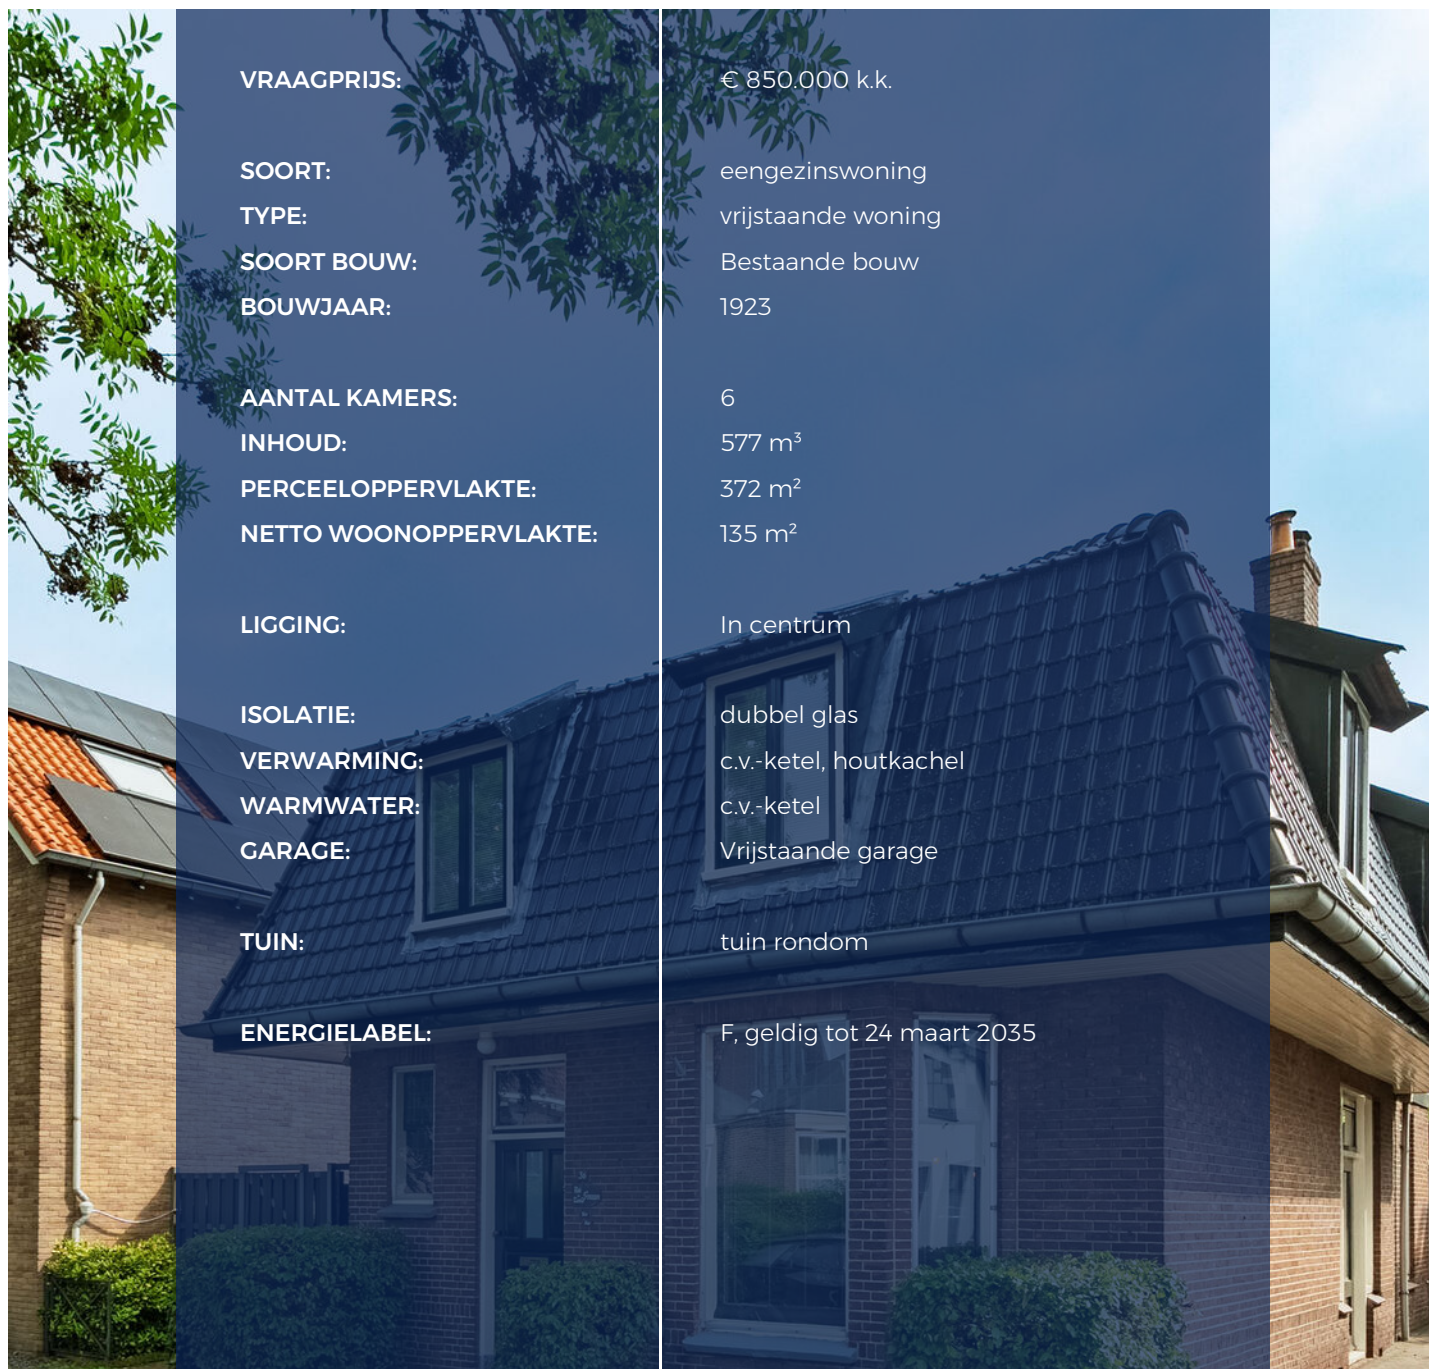 VRAAGPRIJS: € 850.000 k.k.
SOORT: eengezinswoning
TYPE: vrijstaande woning
SOORT BOUW: Bestaande bouw
BOUWJAAR: 1923
AANTAL KAMERS: 6
INHOUD: 577 m³
PERCEELOPPERVLAKTE: 372 m²
NETTO WOONOPPERVLAKTE: 135 m²
LIGGING: In centrum
ISOLATIE: dubbel glas
VERWARMING: c.v.-ketel, houtkachel
WARMWATER: c.v.-ketel
GARAGE: Vrijstaande garage
TUIN: tuin rondom
ENERGIELABEL: F, geldig tot 24 maart 2035